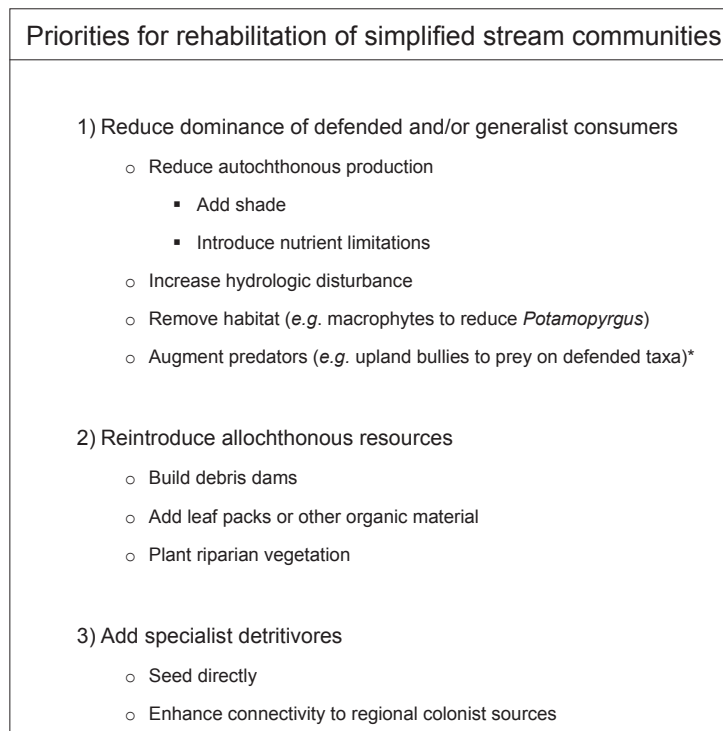 Priorities for rehabilitation of simplified stream communities
1) Reduce dominance of defended and/or generalist consumers
o Reduce autochthonous production
▪ Add shade
▪ Introduce nutrient limitations
o Increase hydrologic disturbance
o Remove habitat (e.g. macrophytes to reduce Potamopyrgus)
o Augment predators (e.g. upland bullies to prey on defended taxa)*
2) Reintroduce allochthonous resources
o Build debris dams
o Add leaf packs or other organic material
o Plant riparian vegetation
3) Add specialist detritivores
o Seed directly
o Enhance connectivity to regional colonist sources